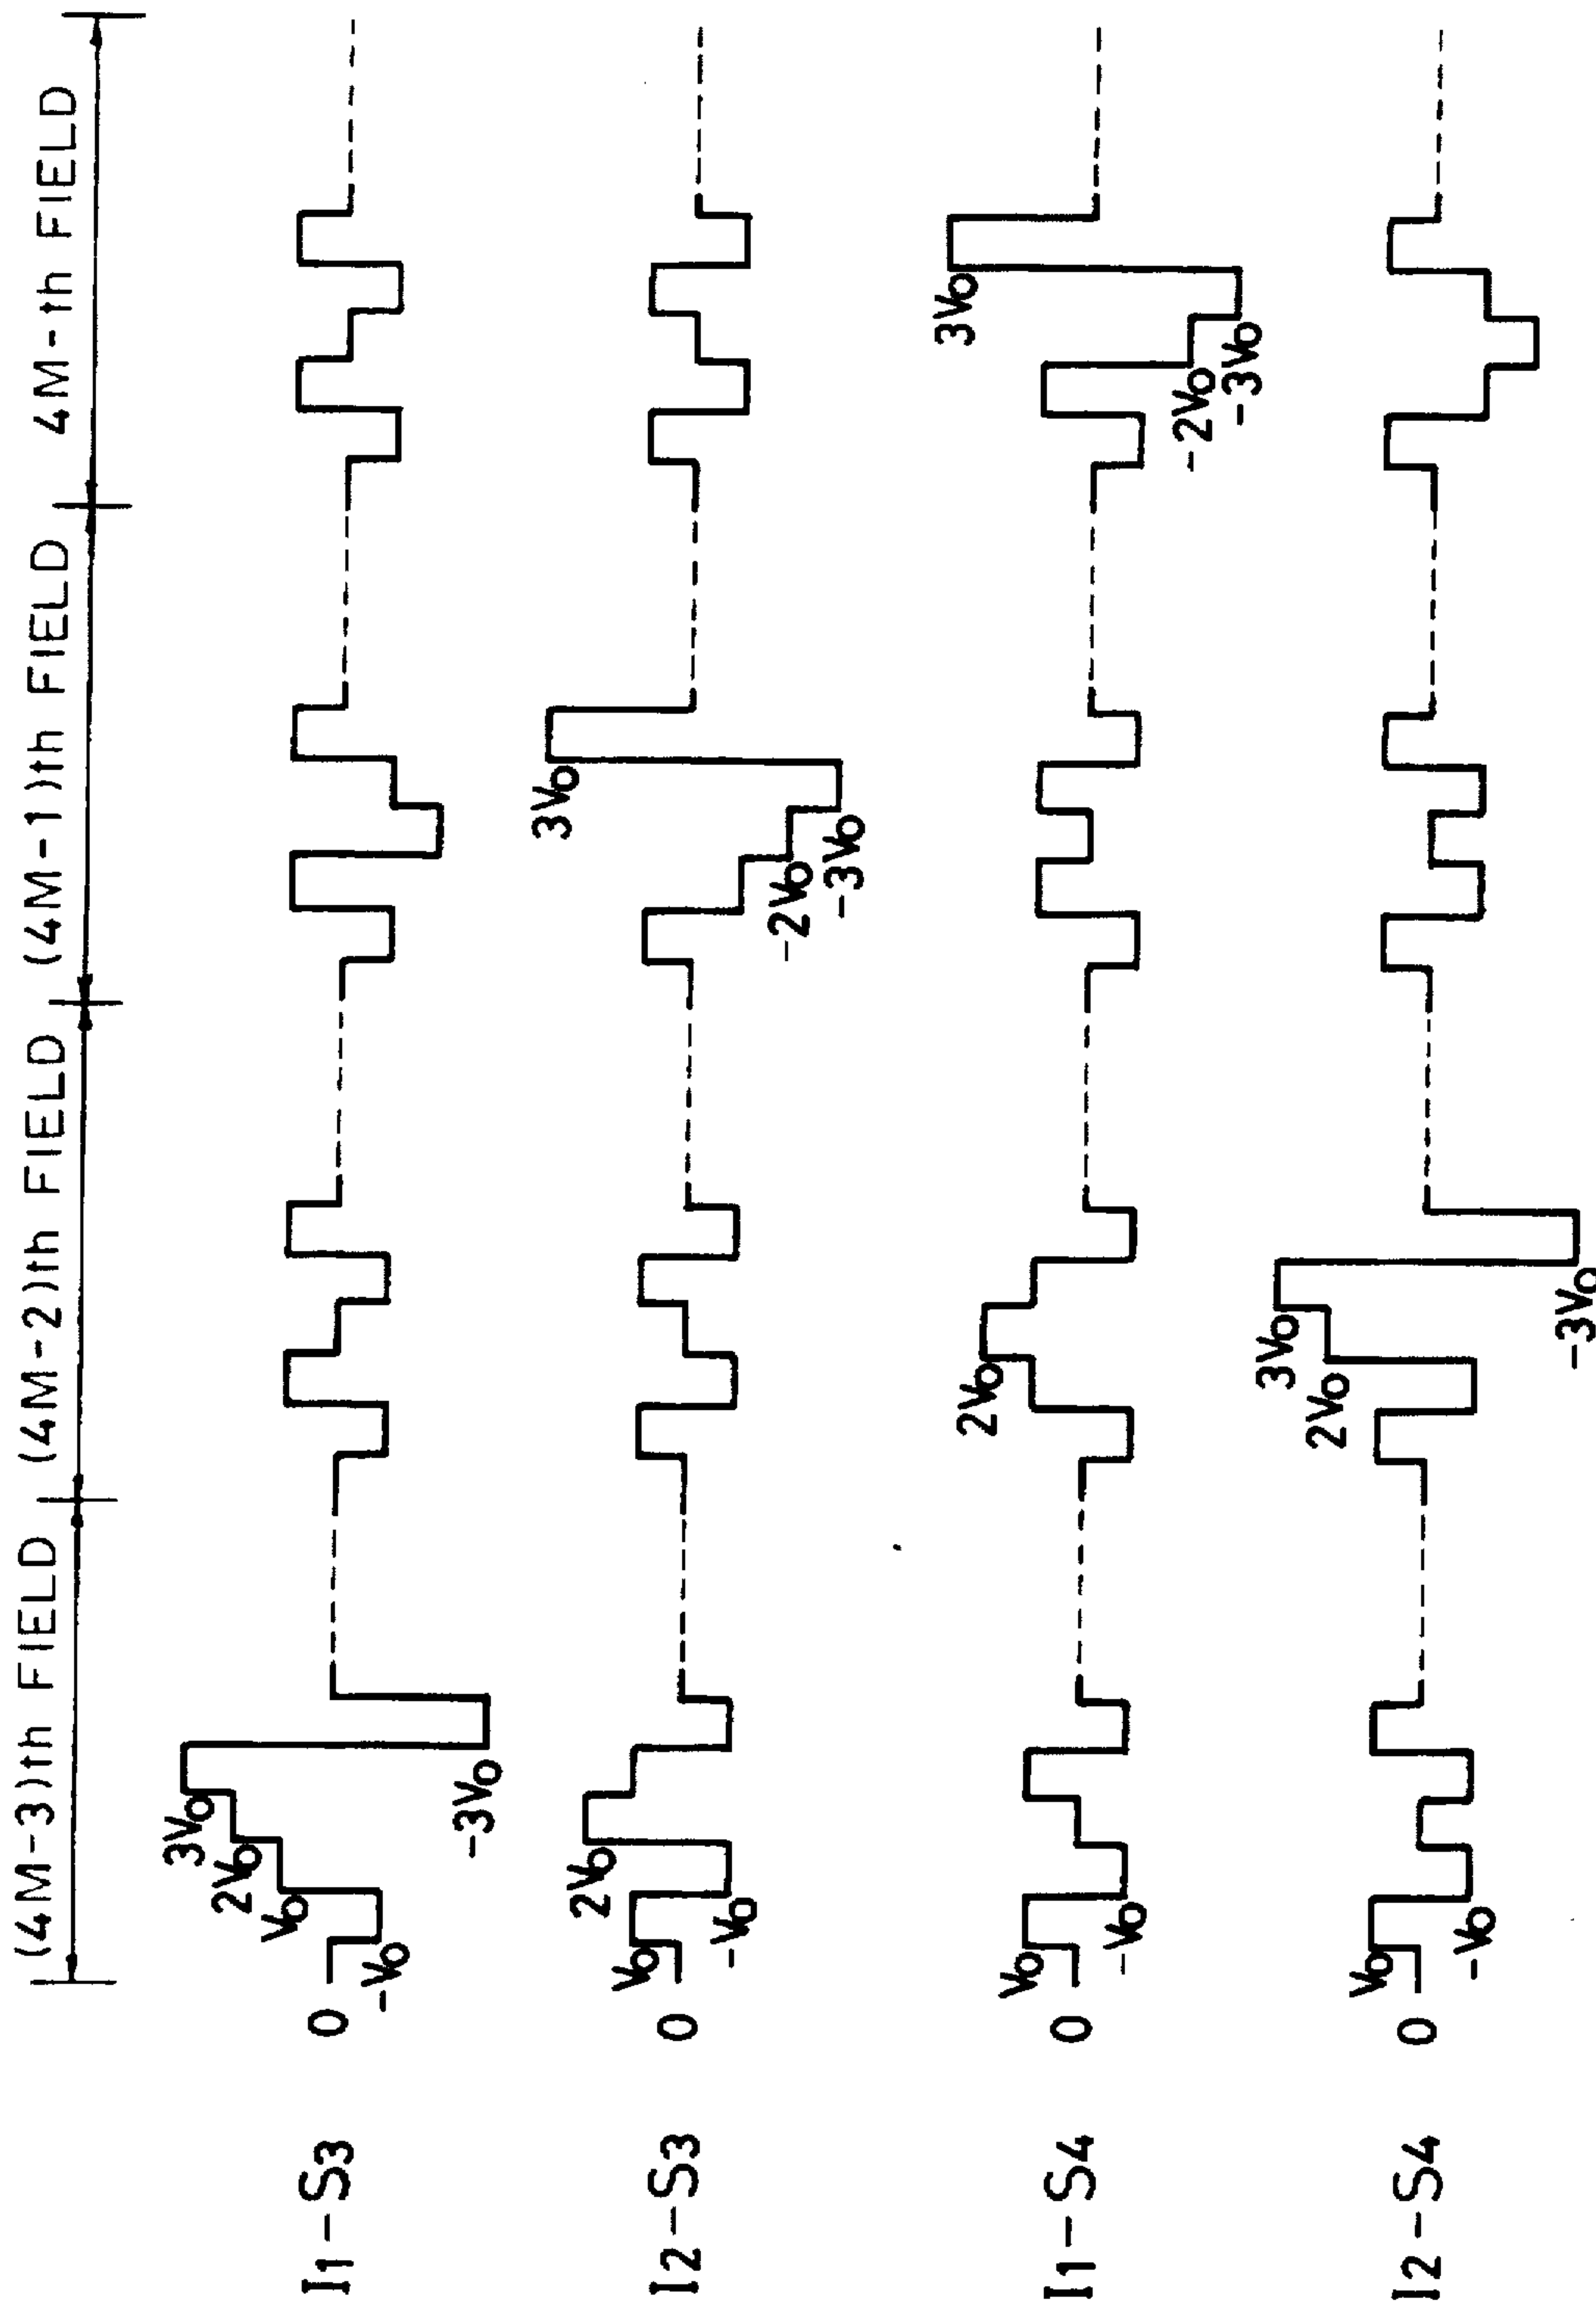 (4M-3)th FIELD (4M-2)th FIELD (4M-1)th FIELD 4M-th FIELD
I1-S3 0 -V0 V0 2V0 3V0 -3V0
I2-S3 0 V0 -V0 2V0 -2V0 -3V0 3V0
I1-S4 0 V0 -V0 2V0 -2V0 -3V0 3V0
I2-S4 0 V0 -V0 2V0 3V0 -3V0